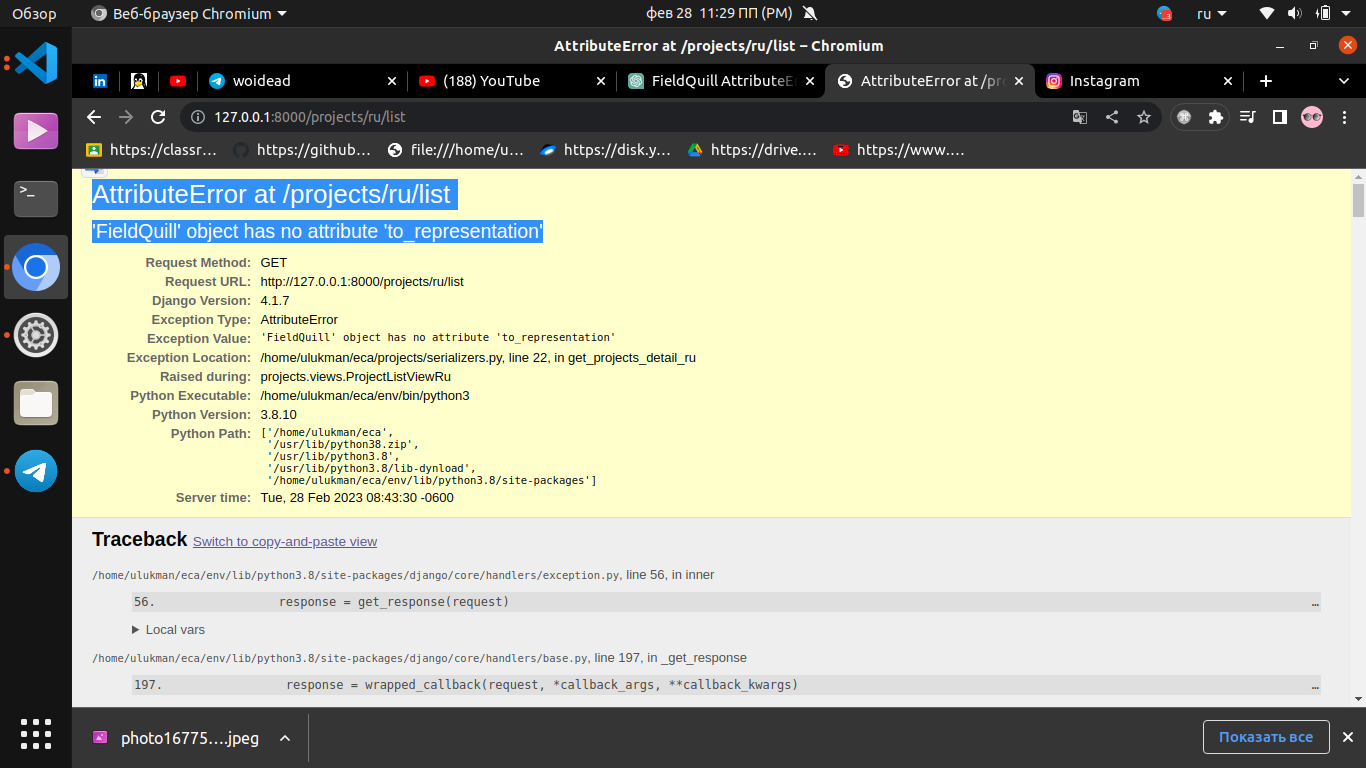 Обзор
Веб-браузер Chromium
фев 28 11:29 ПП (PM)
3
ru
AttributeError at /projects/ru/list – Chromium
woidead
(188) YouTube
FieldQuill AttributeE
AttributeError at /pr
Instagram
127.0.0.1:8000/projects/ru/list
https://classr…
https://github…
file:///home/u…
https://disk.y…
https://drive.…
https://www.…
AttributeError at /projects/ru/list
'FieldQuill' object has no attribute 'to_representation'
Request Method: GET
Request URL: http://127.0.0.1:8000/projects/ru/list
Django Version: 4.1.7
Exception Type: AttributeError
Exception Value: 'FieldQuill' object has no attribute 'to_representation'
Exception Location: /home/ulukman/eca/projects/serializers.py, line 22, in get_projects_detail_ru
Raised during: projects.views.ProjectListViewRu
Python Executable: /home/ulukman/eca/env/bin/python3
Python Version: 3.8.10
Python Path: ['/home/ulukman/eca',
'/usr/lib/python38.zip',
'/usr/lib/python3.8',
'/usr/lib/python3.8/lib-dynload',
'/home/ulukman/eca/env/lib/python3.8/site-packages']
Server time: Tue, 28 Feb 2023 08:43:30 -0600
Traceback Switch to copy-and-paste view
/home/ulukman/eca/env/lib/python3.8/site-packages/django/core/handlers/exception.py, line 56, in inner
56. response = get_response(request) …
Local vars
/home/ulukman/eca/env/lib/python3.8/site-packages/django/core/handlers/base.py, line 197, in _get_response
197. response = wrapped_callback(request, *callback_args, **callback_kwargs) …
photo16775….jpeg
Показать все